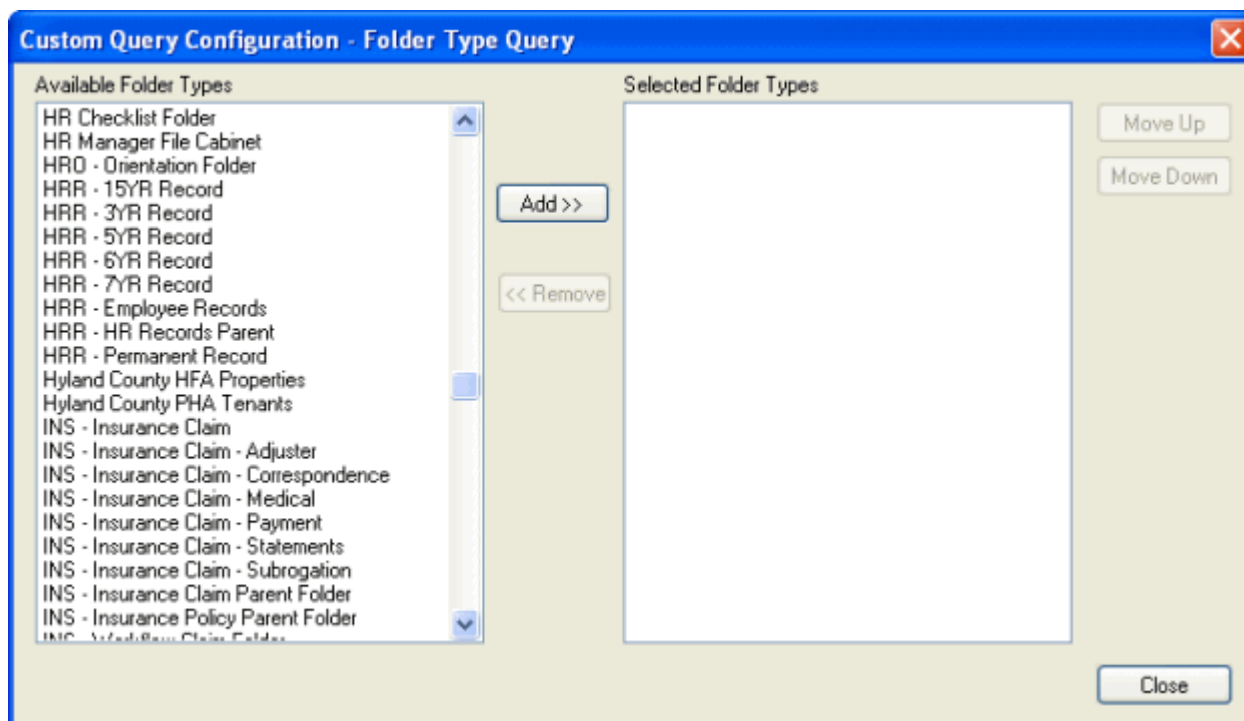 Custom Query Configuration - Folder Type Query
Available Folder Types
HR Checklist Folder
HR Manager File Cabinet
HRO - Orientation Folder
HRR - 15YR Record
HRR - 3YR Record
HRR - 5YR Record
HRR - 6YR Record
HRR - 7YR Record
HRR - Employee Records
HRR - HR Records Parent
HRR - Permanent Record
Hyland County HFA Properties
Hyland County PHA Tenants
INS - Insurance Claim
INS - Insurance Claim - Adjuster
INS - Insurance Claim - Correspondence
INS - Insurance Claim - Medical
INS - Insurance Claim - Payment
INS - Insurance Claim - Statements
INS - Insurance Claim - Subrogation
INS - Insurance Claim Parent Folder
INS - Insurance Policy Parent Folder
INS - Workflow Claim Folder
Add >>
<< Remove
Selected Folder Types
Move Up
Move Down
Close